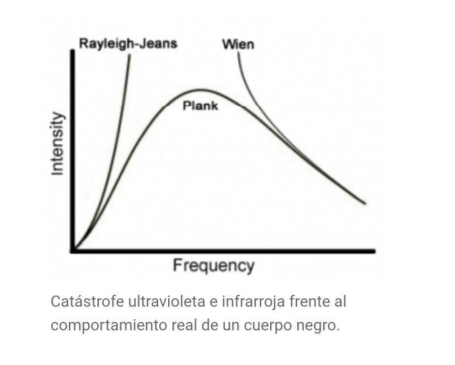 Rayleigh-Jeans
Wien
Plank
Intensity
Frequency
Catástrofe ultravioleta e infrarroja frente al
comportamiento real de un cuerpo negro.